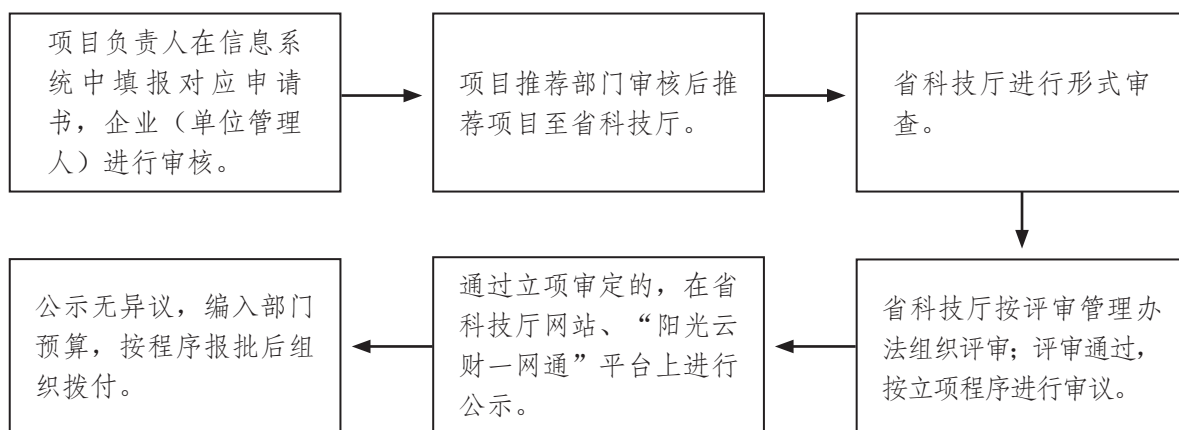 项目负责人在信息系
统中填报对应申请
书，企业（单位管理
人）进行审核。
项目推荐部门审核后推
荐项目至省科技厅。
省科技厅进行形式审
查。
省科技厅按评审管理办
法组织评审；评审通过，
按立项程序进行审议。
通过立项审定的，在省
科技厅网站、“阳光云
财一网通”平台上进行
公示。
公示无异议，编入部门
预算，按程序报批后组
织拨付。